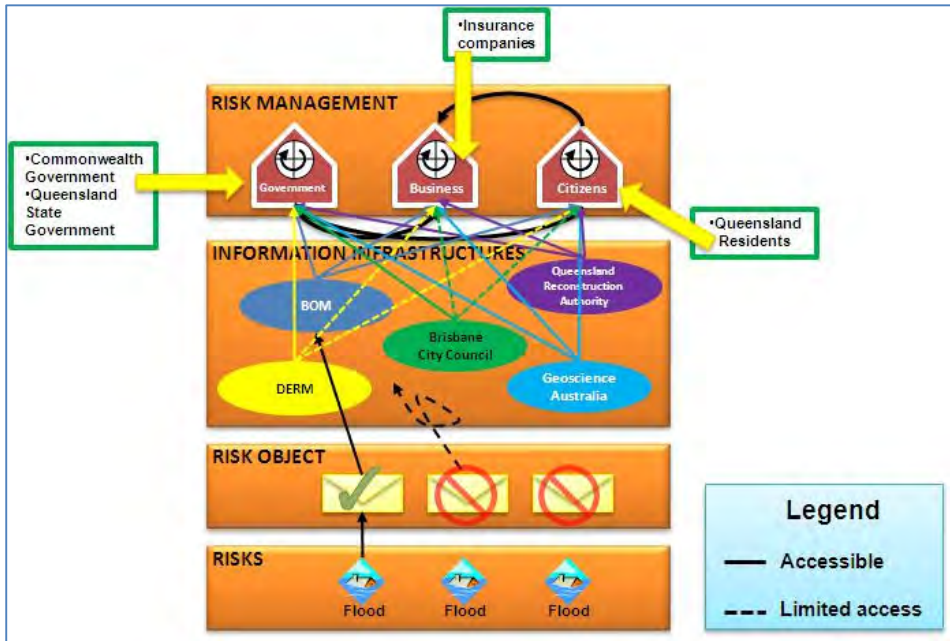 •Insurance
companies
RISK MANAGEMENT
•Commonwealth
Government
•Queensland
State
Government
Government
Business
Citizens
•Queensland
Residents
INFORMATION INFRASTRUCTURES
BOM
Queensland
Reconstruction
Authority
Brisbane
City Council
DERM
Geoscience
Australia
RISK OBJECT
RISKS
Flood
Flood
Flood
Legend
Accessible
Limited access